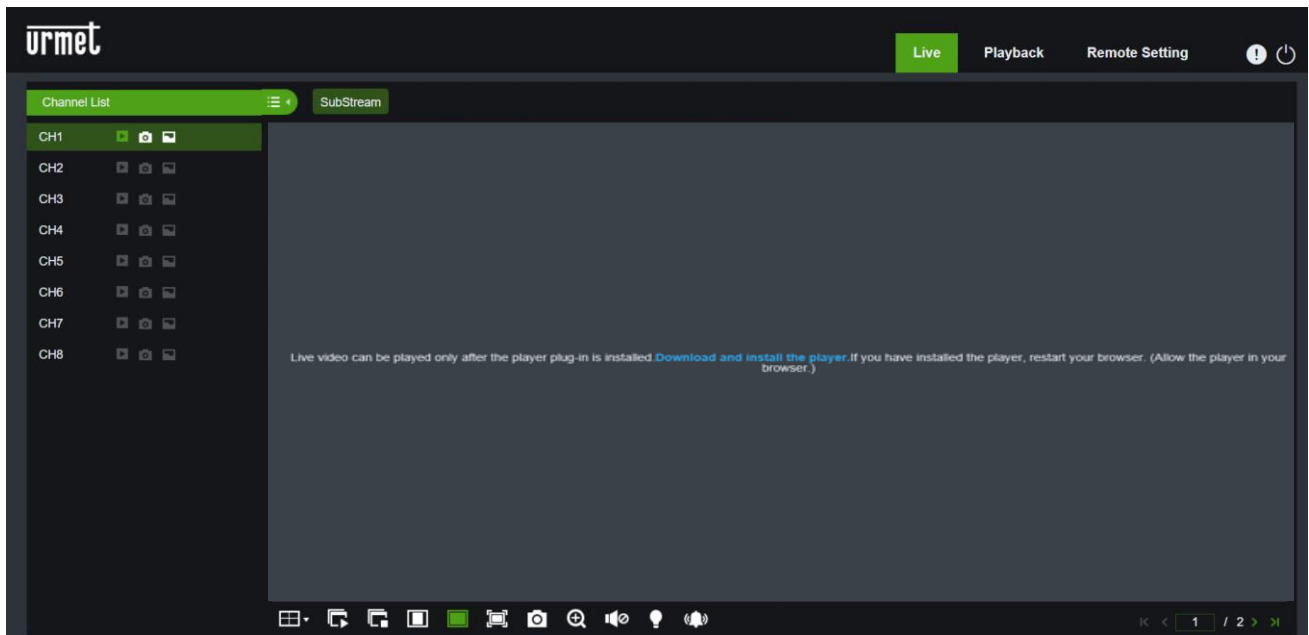 urmet
Live Playback Remote Setting
Channel List SubStream
CH1
CH2
CH3
CH4
CH5
CH6
CH7
CH8
Live video can be played only after the player plug-in is installed.Download and install the player.If you have installed the player, restart your browser. (Allow the player in your
browser.)
1 / 2